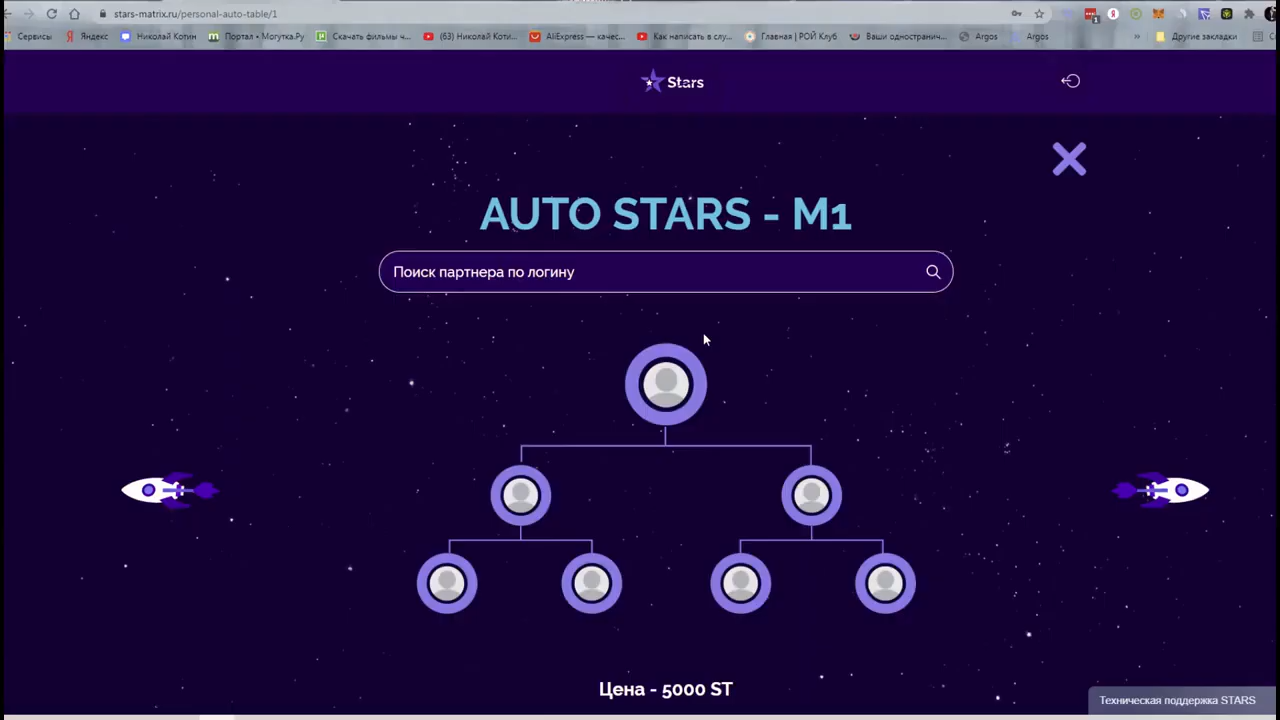 stars-matrix.ru/personal-auto-table/1
Сервисы
Яндекс
Николай Котин
Портал • Могутка.Ру
Скачать фильмы ч...
(63) Николай Коти...
AliExpress — качес...
Как написать в слу...
Главная | РОЙ Клуб
Ваши одностранич...
Argos
Argos
»
Другие закладки
Stars
AUTO STARS - M1
Поиск партнера по логину
Цена - 5000 ST
Техническая поддержка STARS